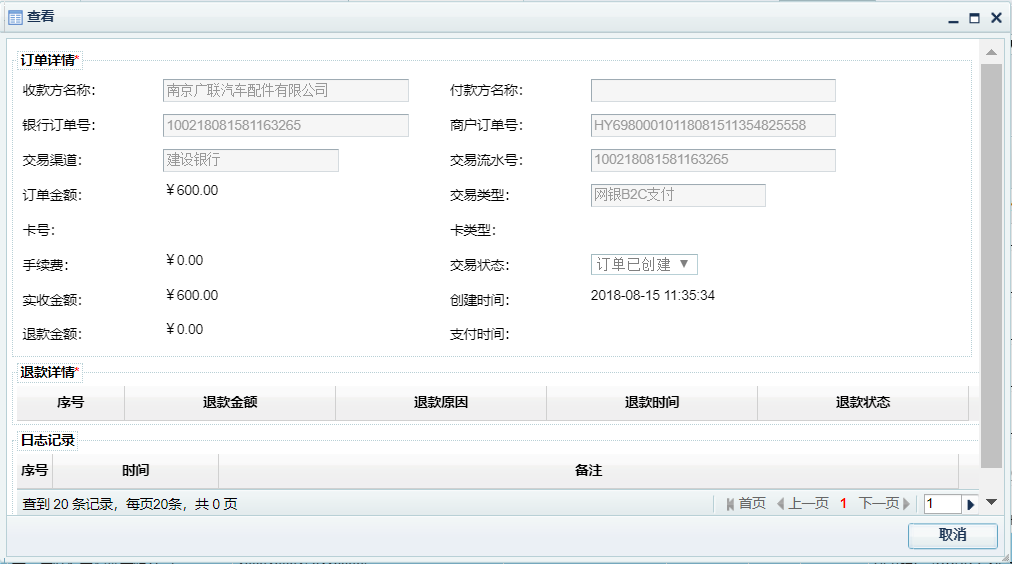 查看
订单详情*
收款方名称： 南京广联汽车配件有限公司 付款方名称：
银行订单号： 100218081581163265 商户订单号： HY698000101180815113548​25558
交易渠道： 建设银行 交易流水号： 100218081581163265
订单金额： ￥600.00 交易类型： 网银B2C支付
卡号： 卡类型：
手续费： ￥0.00 交易状态： 订单已创建 ▼
实收金额： ￥600.00 创建时间： 2018-08-15 11:35:34
退款金额： ￥0.00 支付时间：
退款详情*
序号 退款金额 退款原因 退款时间 退款状态
日志记录
序号 时间 备注
查到 20 条记录，每页20条，共 0 页 首页 上一页 1 下一页 1
取消